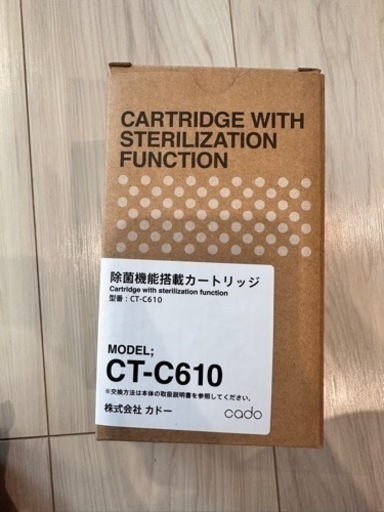 CARTRIDGE WITH
STERILIZATION
FUNCTION
除菌機能搭載カートリッジ
Cartridge with sterilization function
型番：CT-C610
MODEL;
CT-C610
※交換方法は本体の取扱説明書を参照してください。
株式会社 カドー
cado